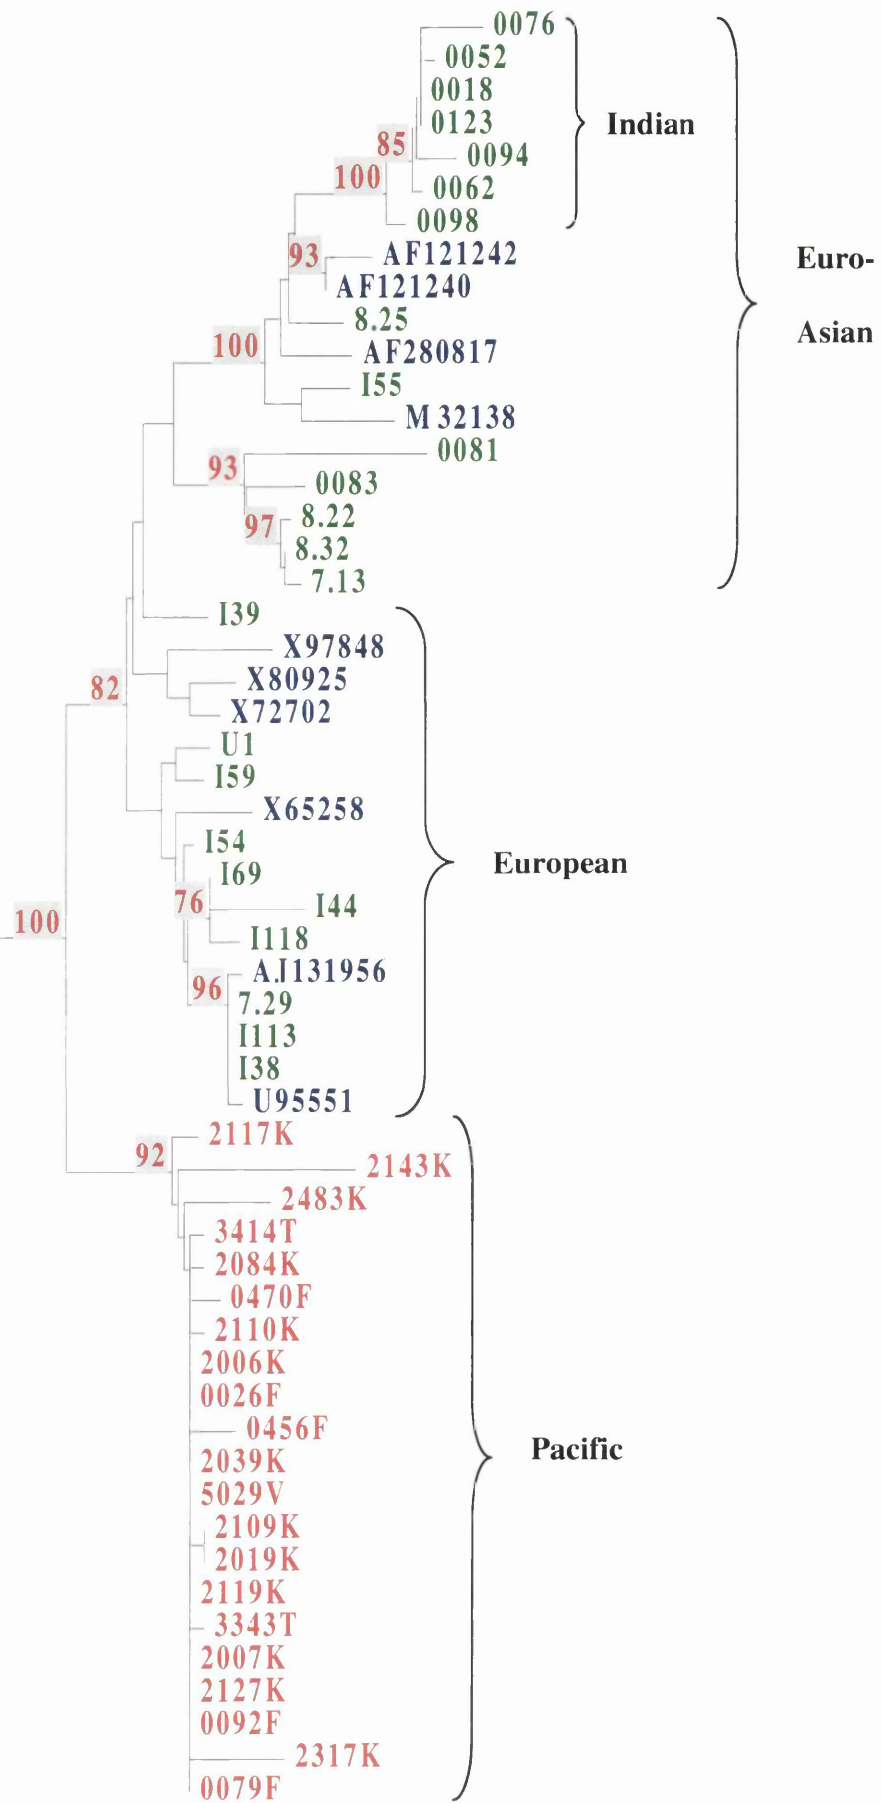 0076
0052
0018
0123
Indian
85
0094
100
0062
0098
93
AF121242
Euro-
AF121240
8.25
Asian
100
AF280817
I55
M32138
0081
93
0083
8.22
97
8.32
7.13
I39
X97848
82
X80925
X72702
U1
I59
X65258
I54
European
I69
76
I44
100
I118
AJ131956
96
7.29
I113
I38
U95551
2117K
92
2143K
2483K
3414T
2084K
0470F
2110K
2006K
0026F
0456F
Pacific
2039K
5029V
2109K
2019K
2119K
3343T
2007K
2127K
0092F
2317K
0079F